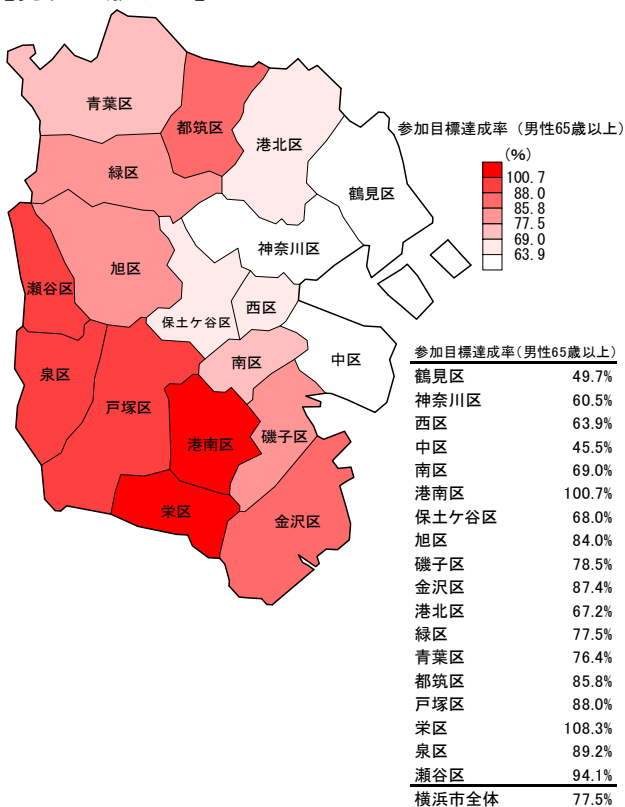 青葉区
都筑区
港北区
参加目標達成率(男性65歳以上)
(%)
100.7
88.0
85.8
77.5
69.0
63.9
緑区
鶴見区
神奈川区
旭区
瀬谷区
西区
保土ケ谷区
中区
南区
泉区
戸塚区
港南区
磯子区
栄区
金沢区
参加目標達成率(男性65歳以上)
鶴見区 49.7%
神奈川区 60.5%
西区 63.9%
中区 45.5%
南区 69.0%
港南区 100.7%
保土ケ谷区 68.0%
旭区 84.0%
磯子区 78.5%
金沢区 87.4%
港北区 67.2%
緑区 77.5%
青葉区 76.4%
都筑区 85.8%
戸塚区 88.0%
栄区 108.3%
泉区 89.2%
瀬谷区 94.1%
横浜市全体 77.5%